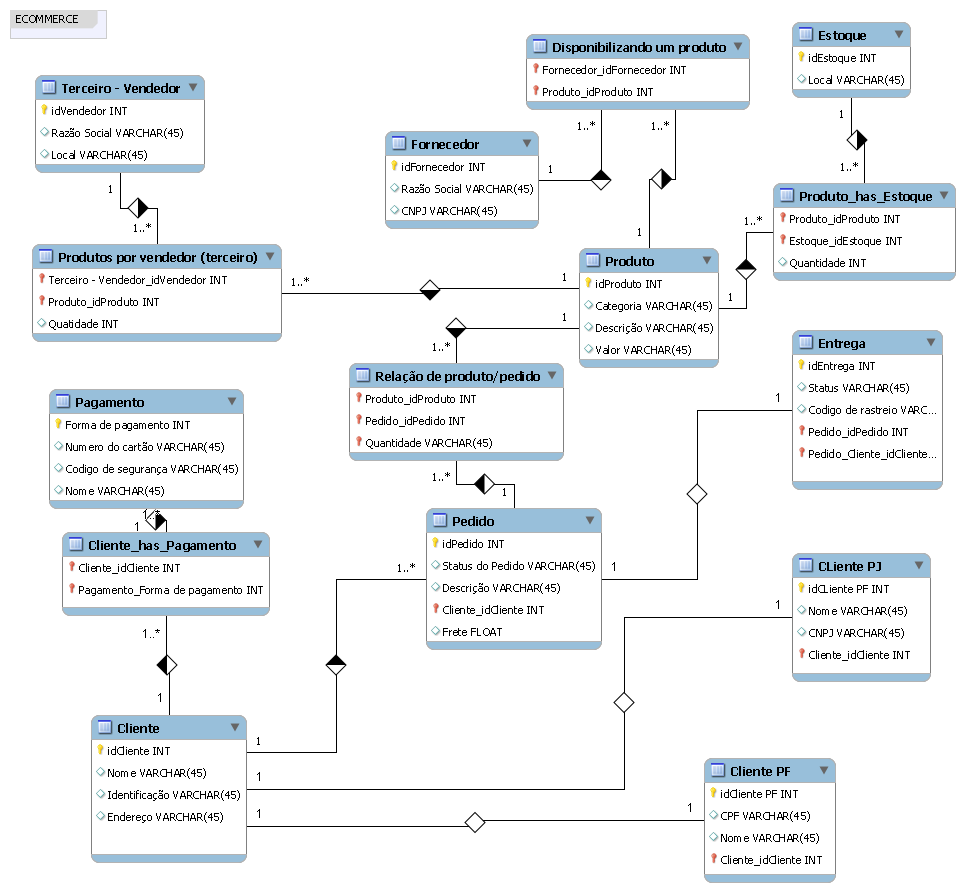 ECOMMERCE
Terceiro - Vendedor
idVendedor INT
Razão Social VARCHAR(45)
Local VARCHAR(45)
1
1..*
Produtos por vendedor (terceiro)
Terceiro - Vendedor_idVendedor INT
Produto_idProduto INT
Quatidade INT
1..*
1
Fornecedor
idFornecedor INT
Razão Social VARCHAR(45)
CNPJ VARCHAR(45)
1
1..*
Disponibilizando um produto
Fornecedor_idFornecedor INT
Produto_idProduto INT
1..*
1
Estoque
idEstoque INT
Local VARCHAR(45)
1
1..*
Produto_has_Estoque
Produto_idProduto INT
Estoque_idEstoque INT
Quantidade INT
1..*
1
Produto
idProduto INT
Categoria VARCHAR(45)
Descrição VARCHAR(45)
Valor VARCHAR(45)
1
1..*
Relação de produto/pedido
Produto_idProduto INT
Pedido_idPedido INT
Quantidade VARCHAR(45)
1..*
1
Entrega
idEntrega INT
Status VARCHAR(45)
Codigo de rastreio VARC...
Pedido_idPedido INT
Pedido_Cliente_idCliente...
1
1
Pagamento
Forma de pagamento INT
Numero do cartão VARCHAR(45)
Codigo de segurança VARCHAR(45)
Nome VARCHAR(45)
1..*
1
Cliente_has_Pagamento
Cliente_idCliente INT
Pagamento_Forma de pagamento INT
1..*
1
Pedido
idPedido INT
Status do Pedido VARCHAR(45)
Descrição VARCHAR(45)
Cliente_idCliente INT
Frete FLOAT
1..*
1
CLiente PJ
idCLiente PF INT
Nome VARCHAR(45)
CNPJ VARCHAR(45)
Cliente_idCliente INT
1
1
Cliente
idCliente INT
Nome VARCHAR(45)
Identificação VARCHAR(45)
Endereço VARCHAR(45)
1
1
Cliente PF
idCliente PF INT
CPF VARCHAR(45)
Nome VARCHAR(45)
Cliente_idCliente INT